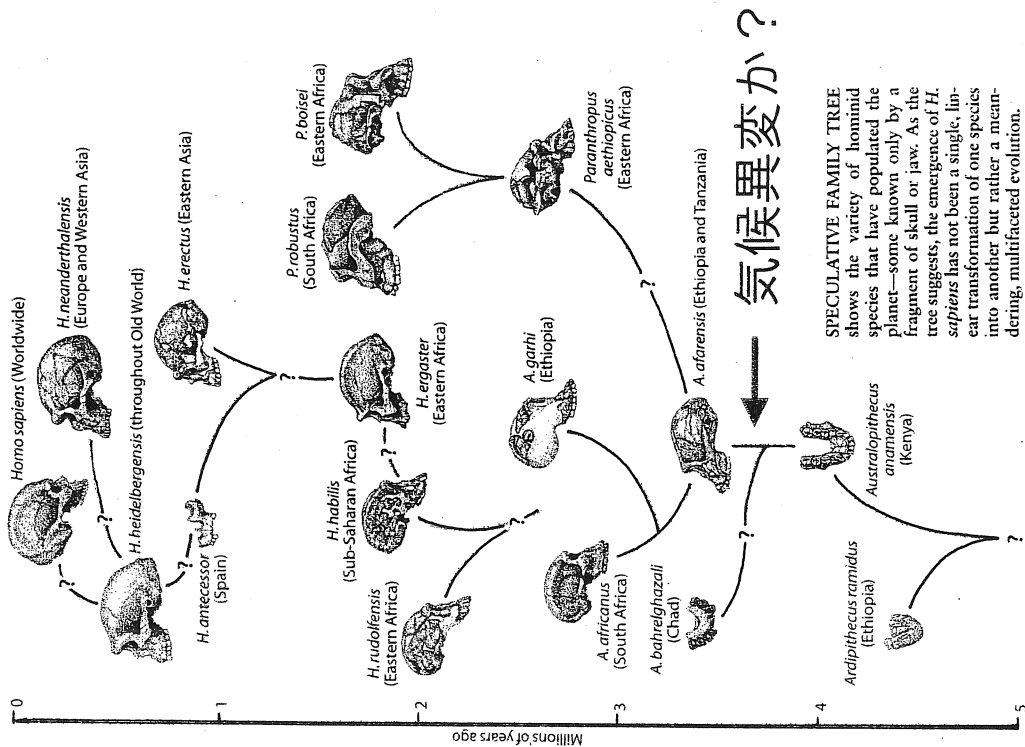 Homo sapiens (Worldwide)
H. neanderthalensis
(Europe and Western Asia)
H. heidelbergensis (throughout Old World)
H. erectus (Eastern Asia)
H. antecessor
(Spain)
?
?
?
?
P. boisei
(Eastern Africa)
P. robustus
(South Africa)
H. ergaster
(Eastern Africa)
H. habilis
(Sub-Saharan Africa)
?
H. rudolfensis
(Eastern Africa)
?
Paranthropus
aethiopicus
(Eastern Africa)
A. garhi
(Ethiopia)
?
A. africanus
(South Africa)
A. afarensis (Ethiopia and Tanzania)
A. bahrelghazali
(Chad)
?
気候異変か？
Australopithecus
anamensis
(Kenya)
Ardipithecus ramidus
(Ethiopia)
?
0
1
2
3
4
5
Millions of years ago
SPECULATIVE FAMILY TREE
shows the variety of hominid
species that have populated the
planet—some known only by a
fragment of skull or jaw. As the
tree suggests, the emergence of H.
sapiens has not been a single, lin-
ear transformation of one species
into another but rather a mean-
dering, multifaceted evolution.